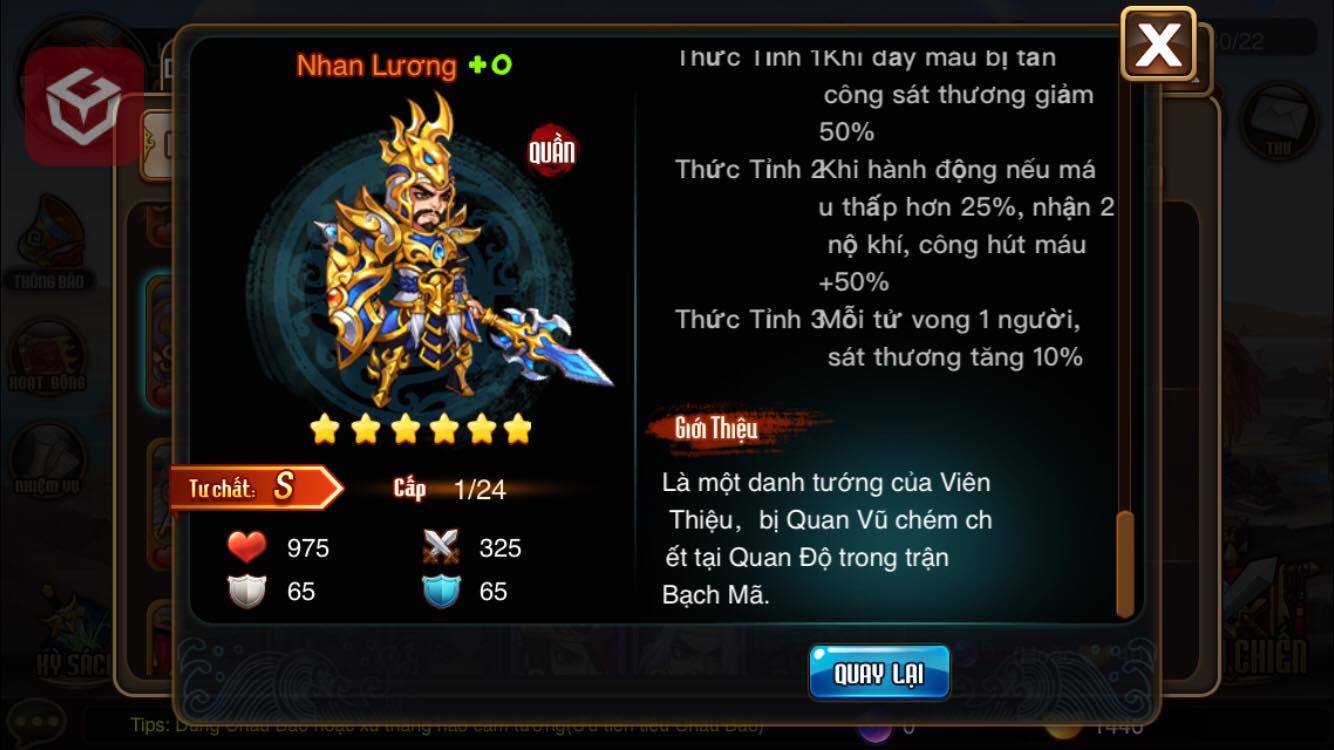 Nhan Lương +0
QUẦN
Tư chất: S
Cấp 1/24
975
325
65
65
Thức Tỉnh 1Khi đầy máu bị tấn
công sát thương giảm
50%
Thức Tỉnh 2Khi hành động nếu má
u thấp hơn 25%, nhận 2
nộ khí, công hút máu
+50%
Thức Tỉnh 3Mỗi tử vong 1 người,
sát thương tăng 10%
Giới Thiệu
Là một danh tướng của Viên
Thiệu, bị Quan Vũ chém ch
ết tại Quan Độ trong trận
Bạch Mã.
QUAY LẠI
X
0/22
THƯ
THÔNG BÁO
HOẠT ĐỘNG
NHIỆM VỤ
KỲ SÁCH
CHIẾN
Tips:
0
1440